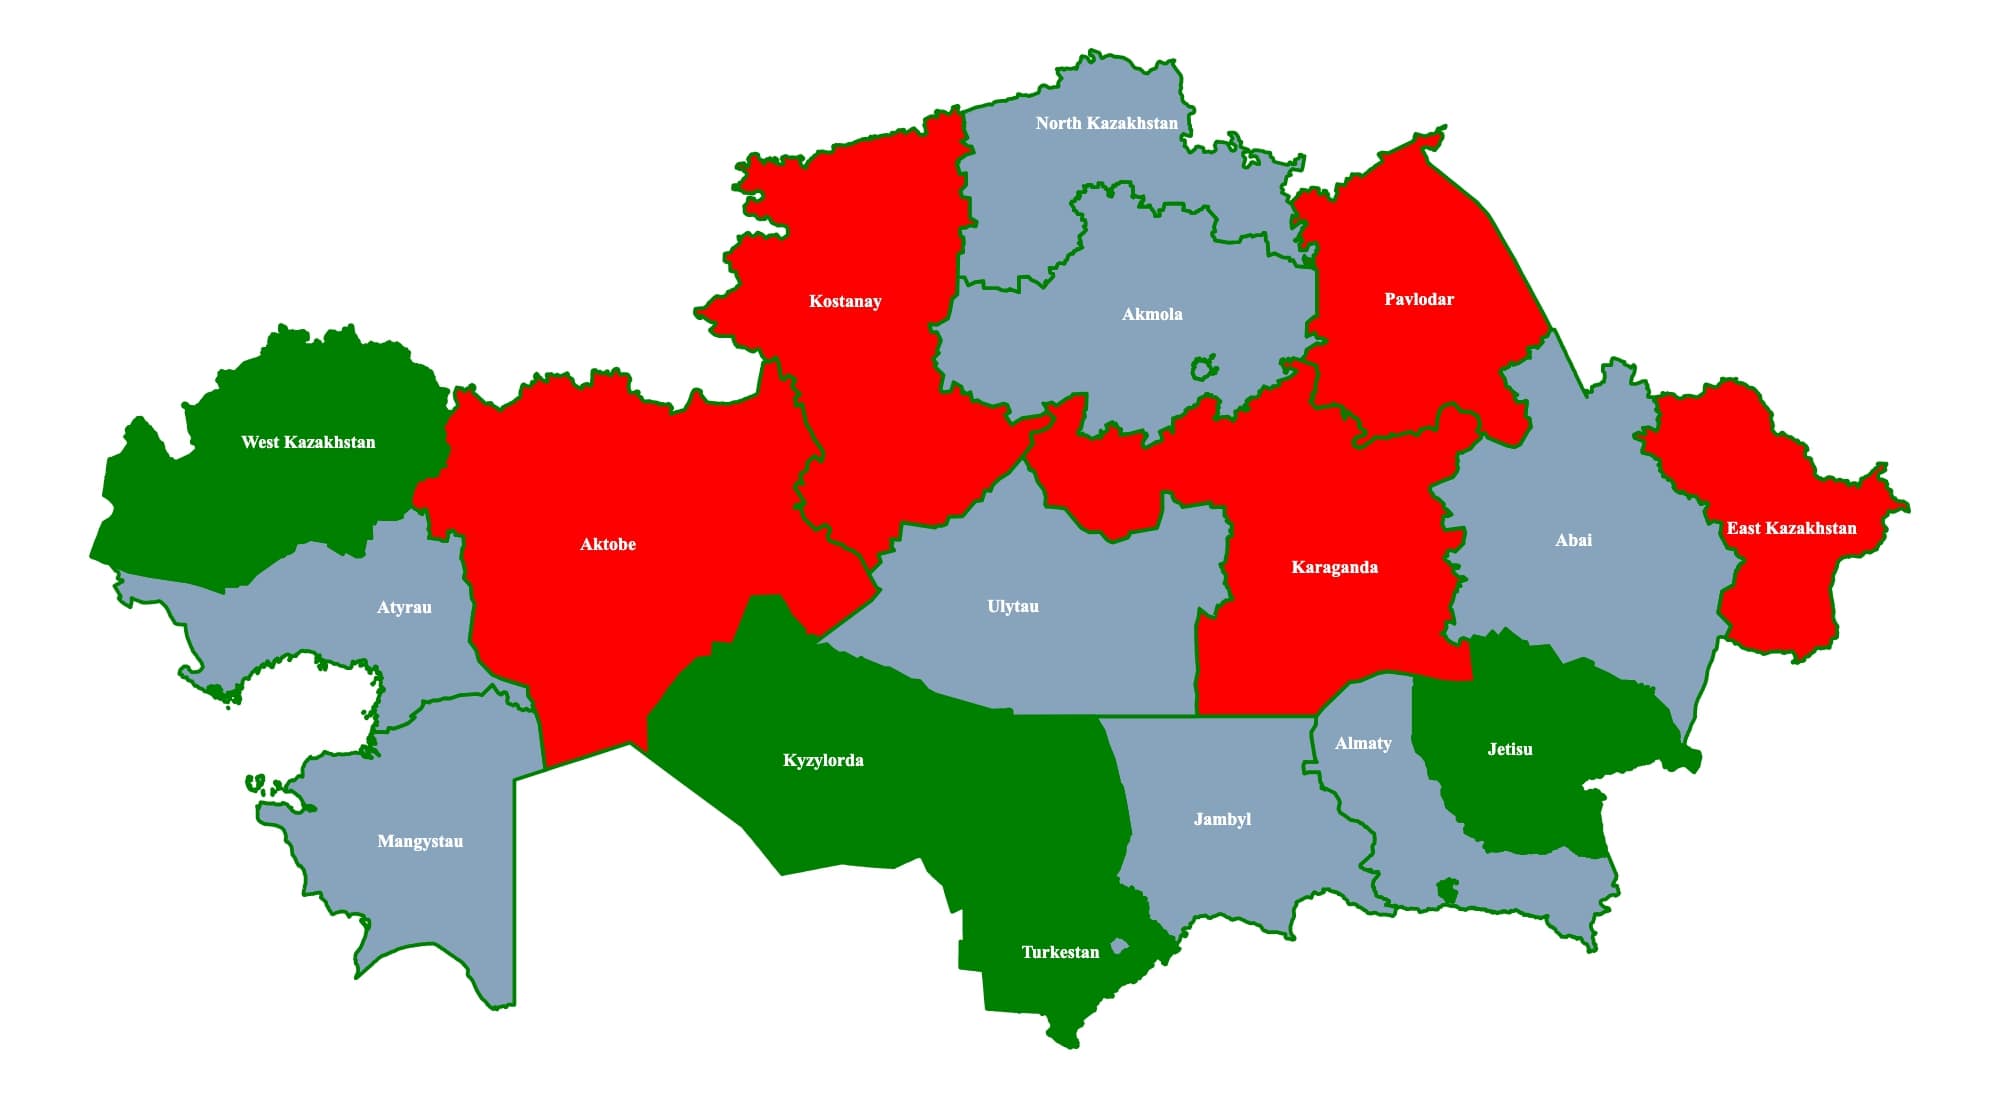 North Kazakhstan
Kostanay
Pavlodar
Akmola
West Kazakhstan
East Kazakhstan
Abai
Aktobe
Karaganda
Atyrau
Ulytau
Almaty
Jetisu
Kyzylorda
Jambyl
Mangystau
Turkestan